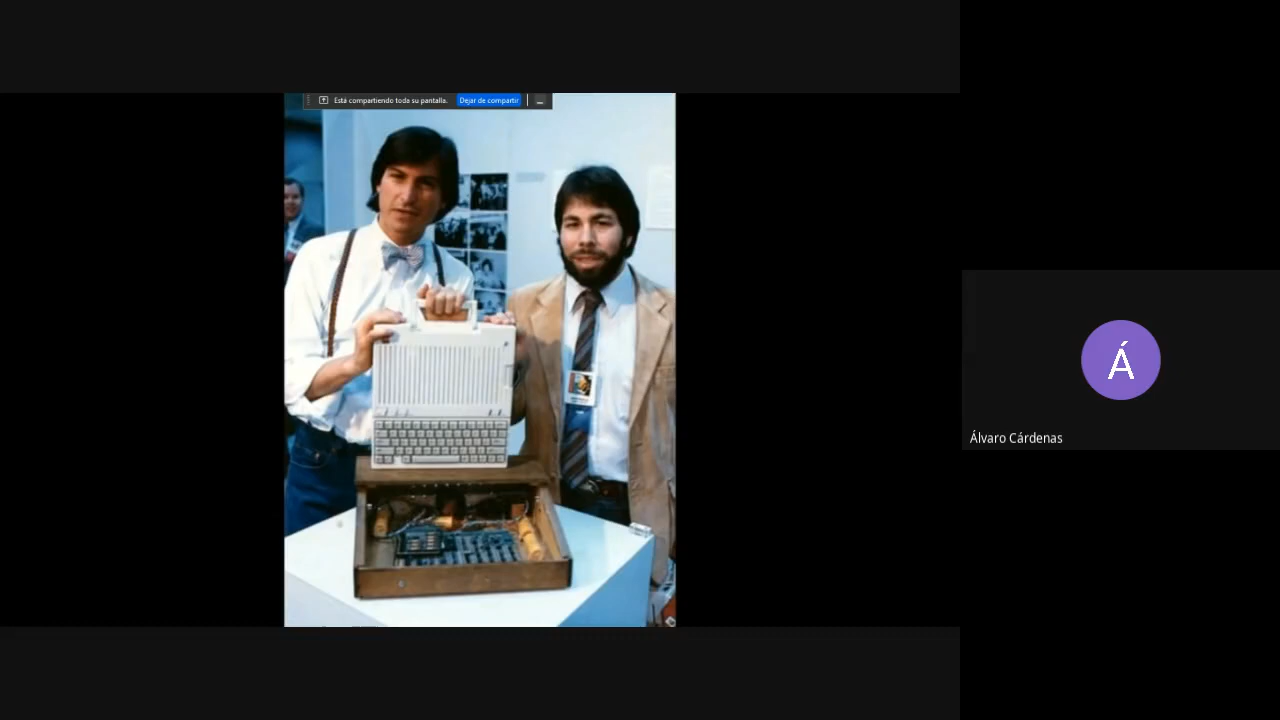 Está compartiendo toda su pantalla. Dejar de compartir
Á
Álvaro Cárdenas